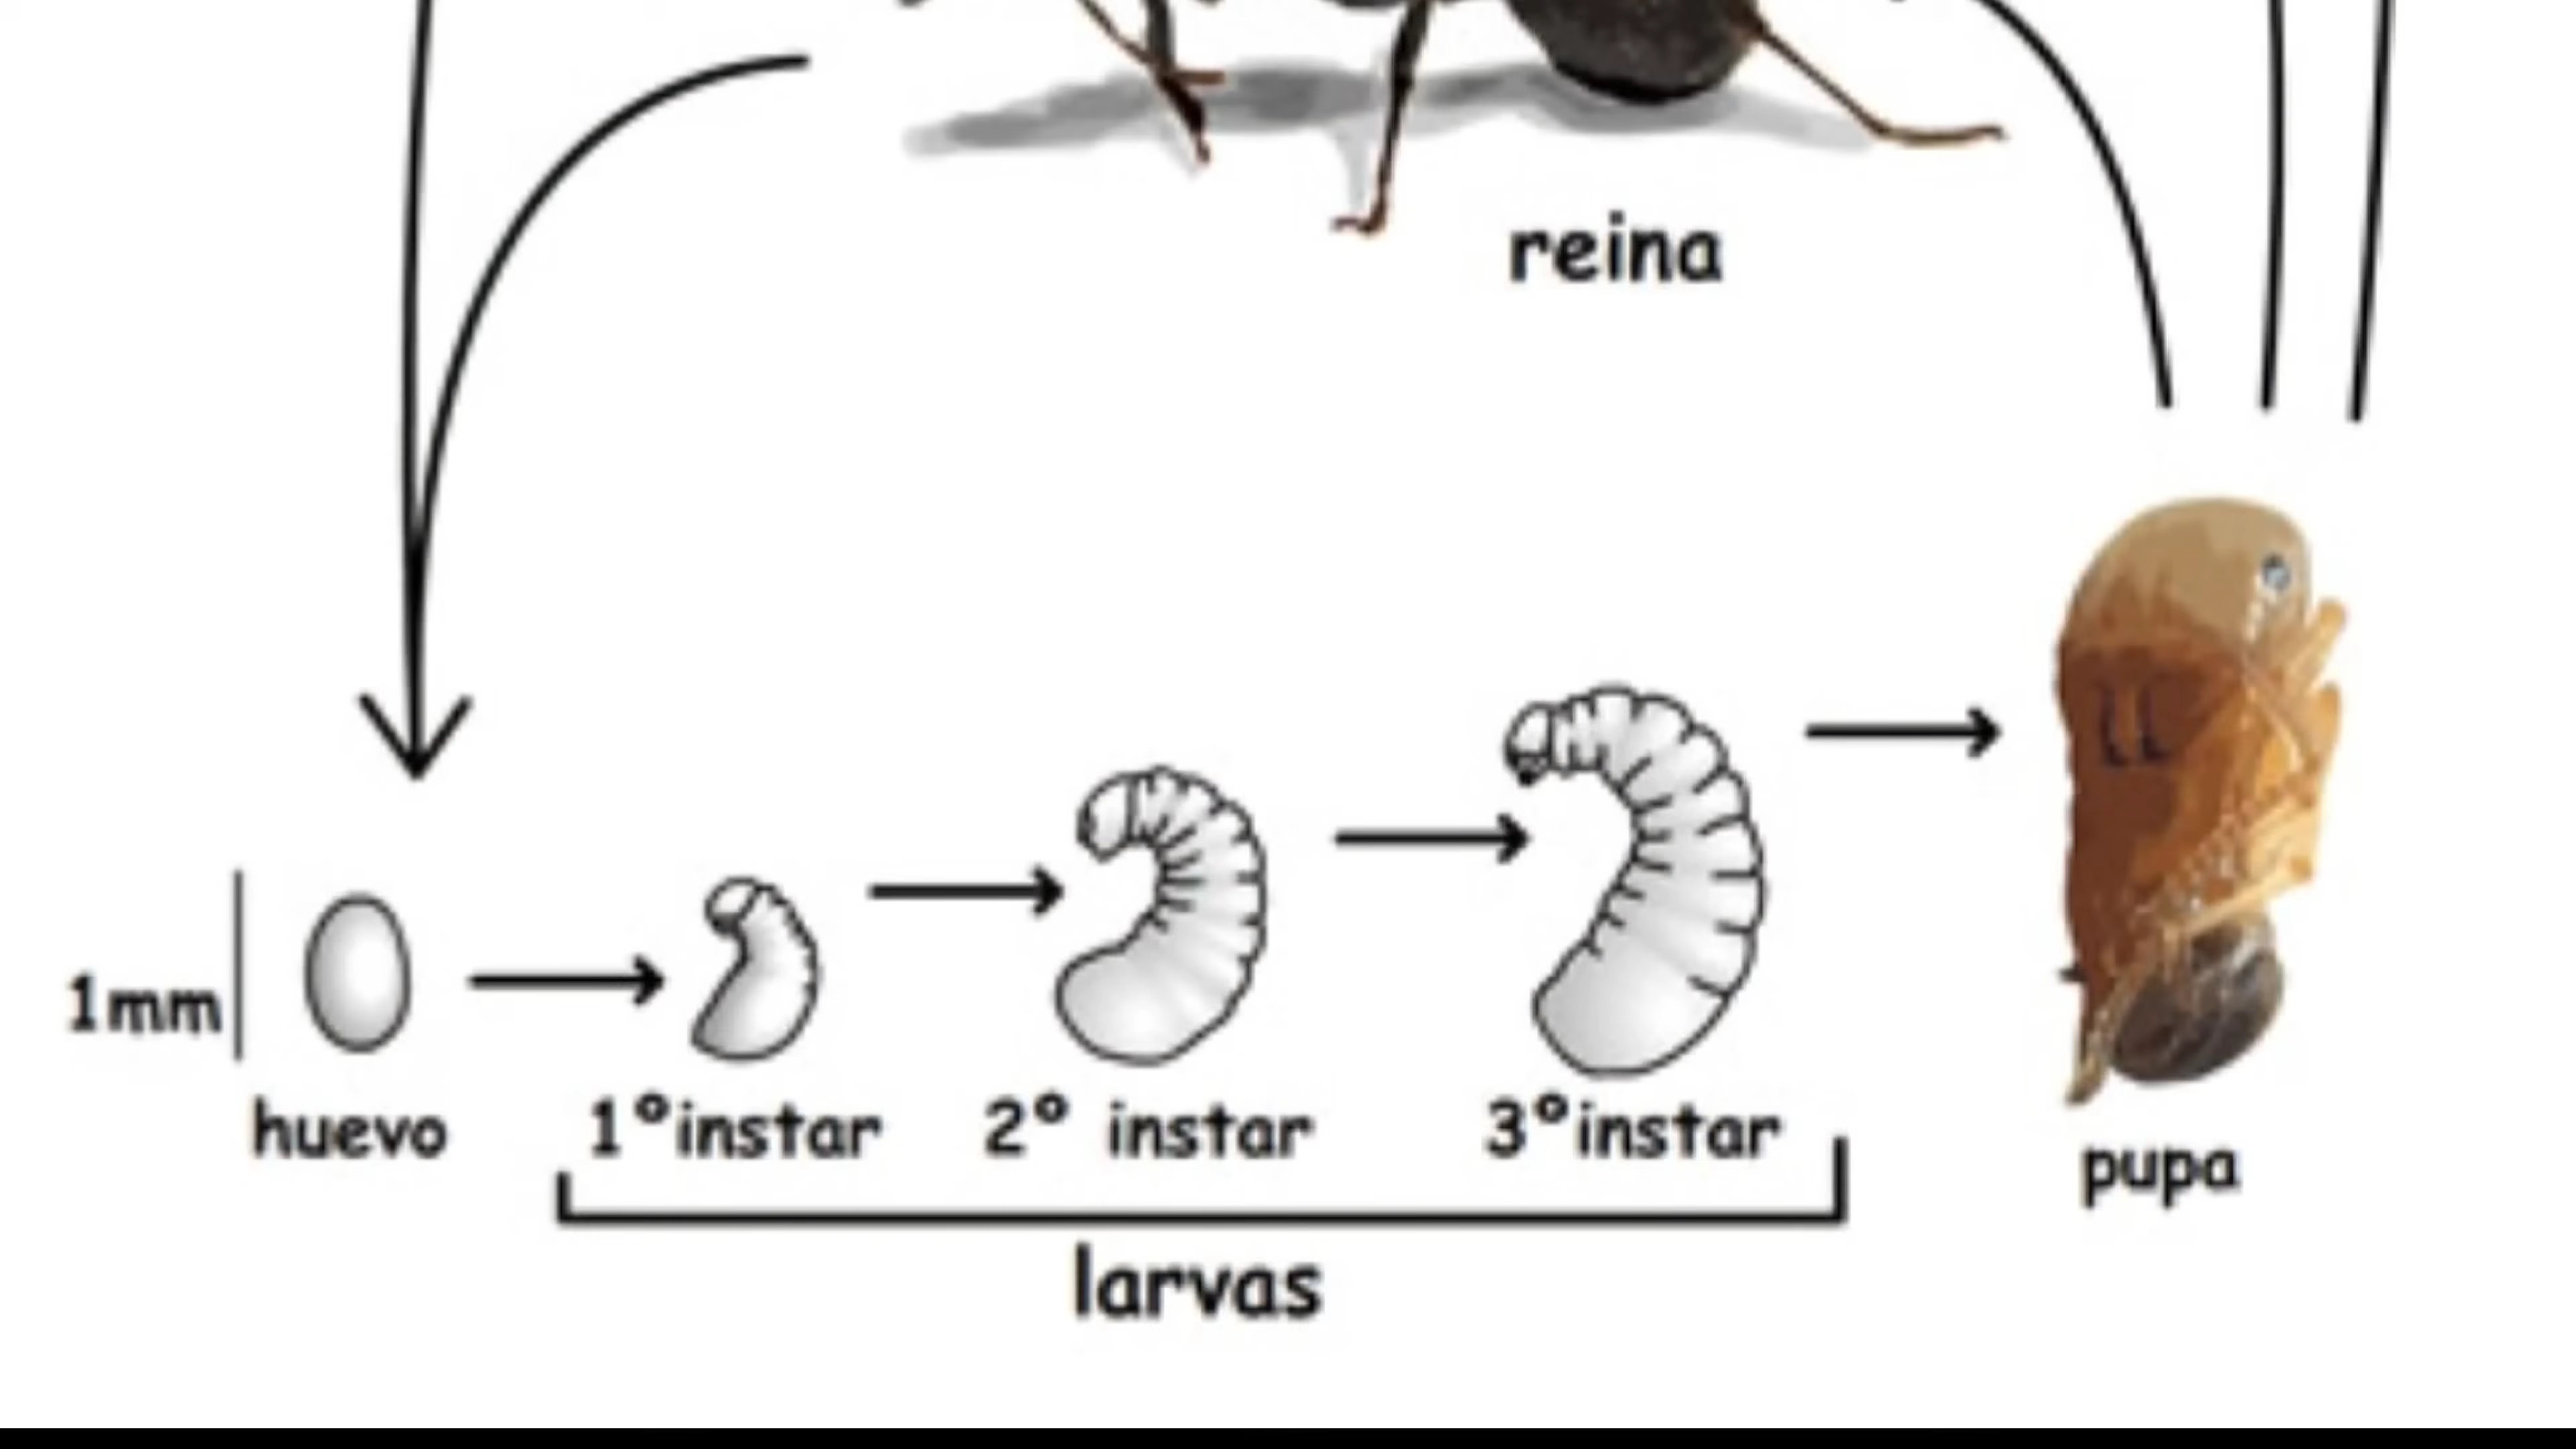 reina
1mm
huevo
1°instar
2° instar
3°instar
pupa
larvas